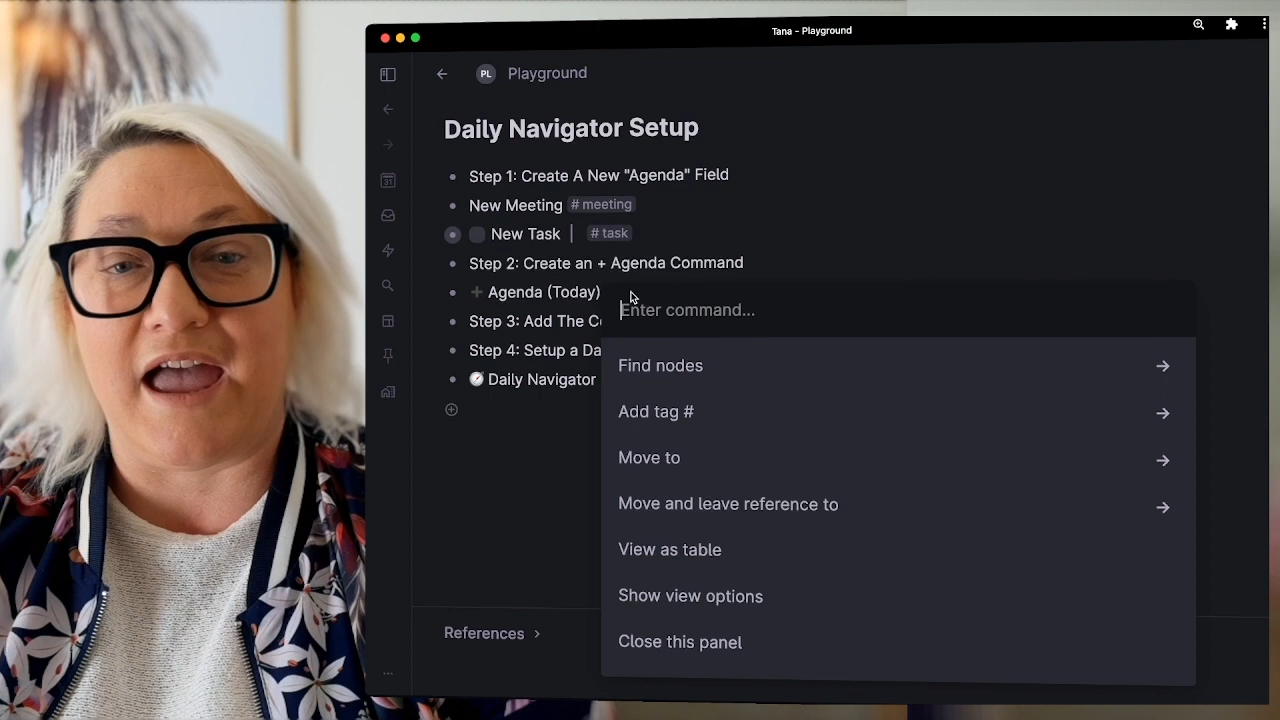 Tana - Playground
PL Playground
Daily Navigator Setup
Step 1: Create A New "Agenda" Field
New Meeting # meeting
New Task # task
Step 2: Create an + Agenda Command
Agenda (Today)
Step 3: Add The
Step 4: Setup a
Daily Navigator
Enter command...
Find nodes
Add tag #
Move to
Move and leave reference to
View as table
Show view options
Close this panel
References
31